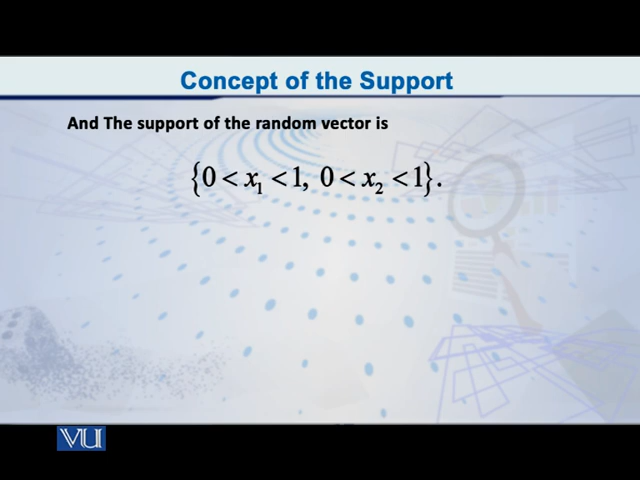 Concept of the Support
And The support of the random vector is
{0 < x₁ < 1, 0 < x₂ < 1}.
VU